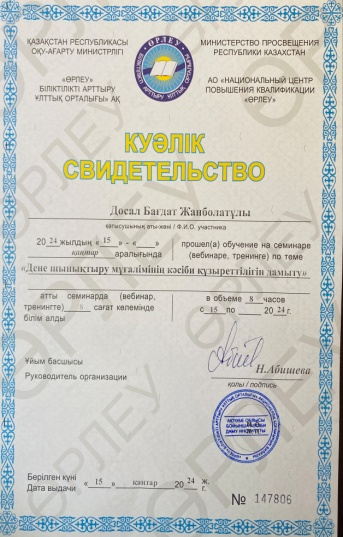 ҚАЗАҚСТАН РЕСПУБЛИКАСЫ
ОҚУ-АҒАРТУ МИНИСТРЛІГІ
«ӨРЛЕУ»
БІЛІКТІЛІКТІ АРТТЫРУ
ҰЛТТЫҚ ОРТАЛЫҒЫ» АҚ
ӨРЛЕУ
МИНИСТЕРСТВО ПРОСВЕЩЕНИЯ
РЕСПУБЛИКИ КАЗАХСТАН
АО «НАЦИОНАЛЬНЫЙ ЦЕНТР
ПОВЫШЕНИЯ КВАЛИФИКАЦИИ
«ӨРЛЕУ»
КУӘЛІК
СВИДЕТЕЛЬСТВО
Досал Бағдат Жанболатұлы
қатысушының аты-жөні / Ф.И.О. участника
20 24 жылдың « 15 » - « »
қаңтар аралығында
прошел(а) обучение на семинаре
(вебинаре, тренинге) по теме
«Дене шынықтыру мұғалімінің кәсіби құзыреттілігін дамыту»
атты семинарда (вебинар,
тренингте) 8 сағат көлемінде
білім алды
в объеме 8 часов
с 15 по 20 24 г.
Ұйым басшысы
Руководитель организации
Н.Абишева
қолы / подпись
Берілген күні
Дата выдачи « 15 » қаңтар 20 24 ж.
г.
№ 147806